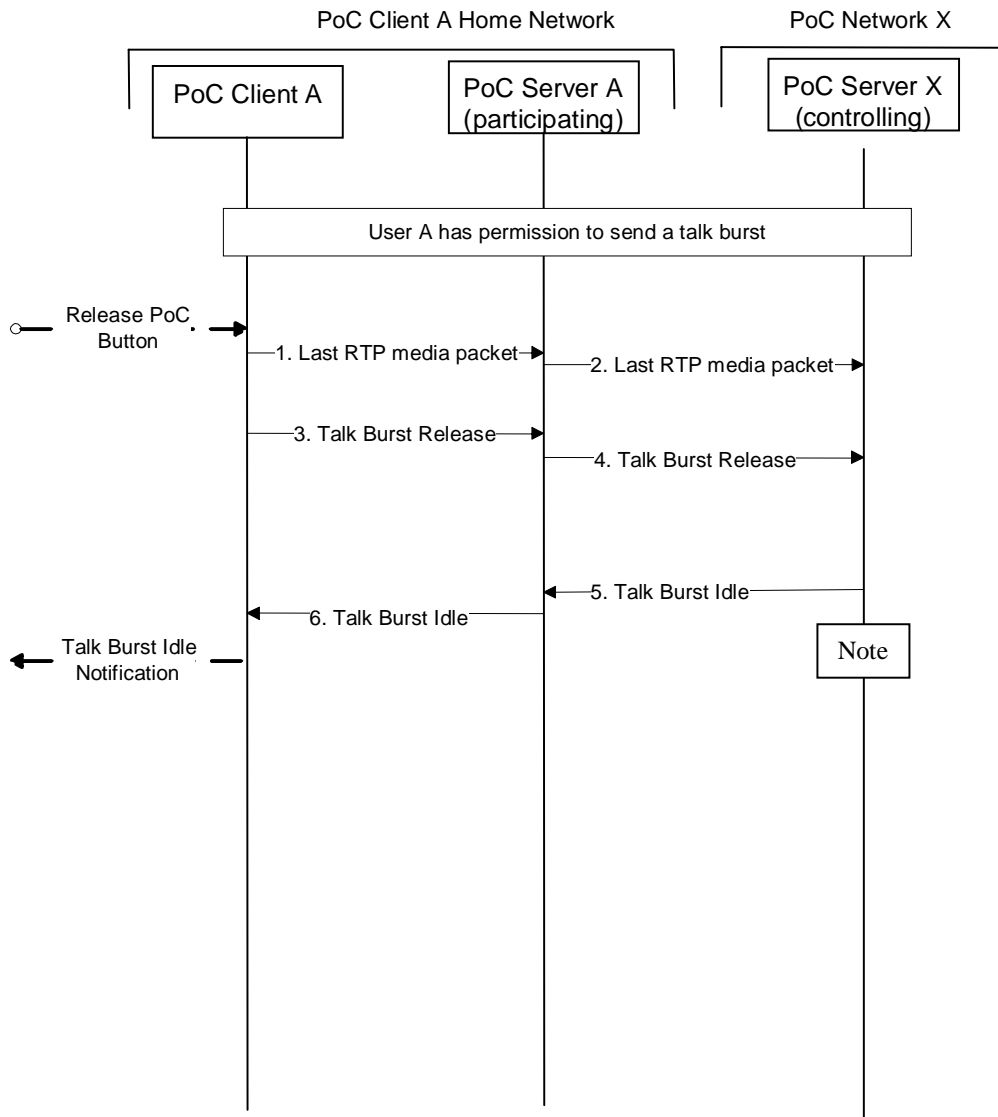 PoC Client A Home Network
PoC Network X
PoC Client A
PoC Server A
(participating)
PoC Server X
(controlling)
User A has permission to send a talk burst
Release PoC
Button
1. Last RTP media packet
2. Last RTP media packet
3. Talk Burst Release
4. Talk Burst Release
5. Talk Burst Idle
6. Talk Burst Idle
Talk Burst Idle
Notification
Note